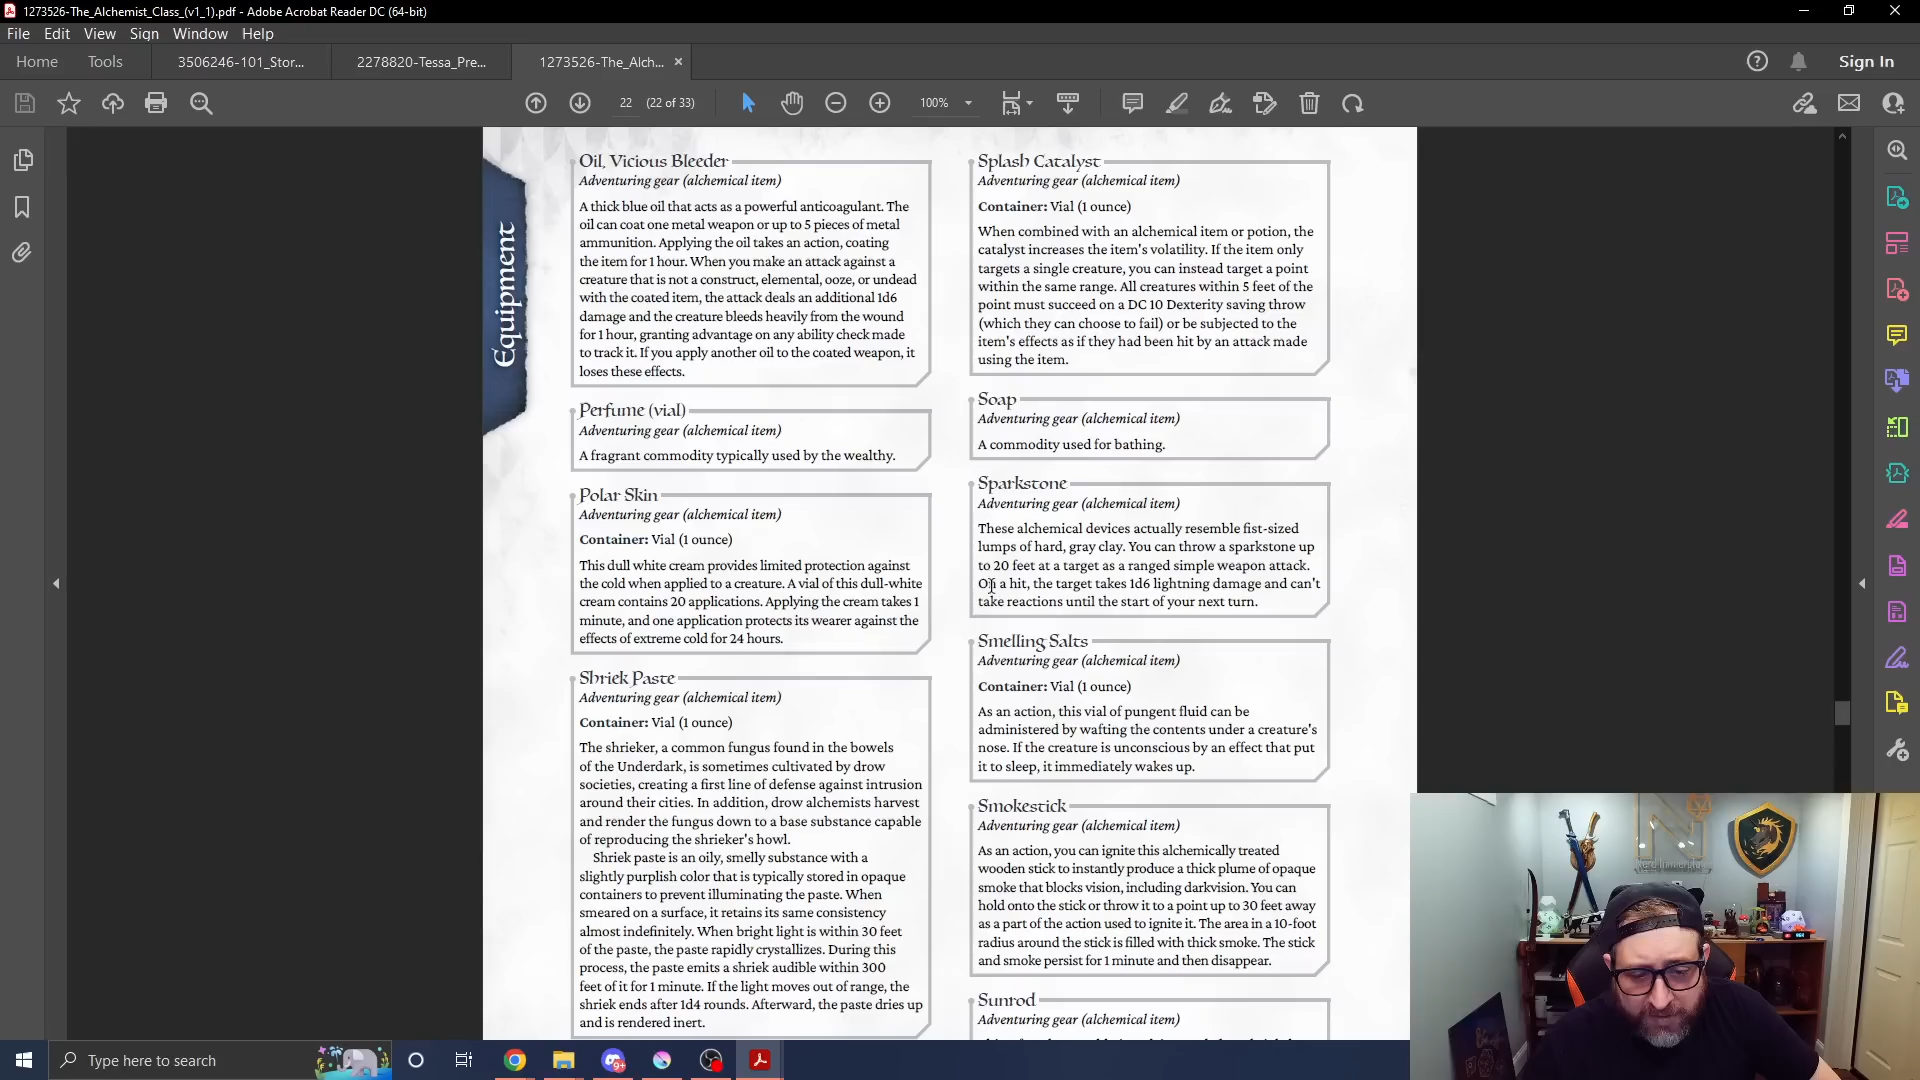 1273526-The_Alchemist_Class_(v1_1).pdf - Adobe Acrobat Reader DC (64-bit)
File Edit View Sign Window Help
Home Tools 3506246-101_Stor... 2278820-Tessa_Pre... 1273526-The_Alch... Sign In
22 (22 of 33) 100%
Equipment
Oil, Vicious Bleeder
Adventuring gear (alchemical item)
A thick blue oil that acts as a powerful anticoagulant. The
oil can coat one metal weapon or up to 5 pieces of metal
ammunition. Applying the oil takes an action, coating
the item for 1 hour. When you make an attack against a
creature that is not a construct, elemental, ooze, or undead
with the coated item, the attack deals an additional 1d6
damage and the creature bleeds heavily from the wound
for 1 hour, granting advantage on any ability check made
to track it. If you apply another oil to the coated weapon, it
loses these effects.
Perfume (vial)
Adventuring gear (alchemical item)
A fragrant commodity typically used by the wealthy.
Polar Skin
Adventuring gear (alchemical item)
Container: Vial (1 ounce)
This dull white cream provides limited protection against
the cold when applied to a creature. A vial of this dull-white
cream contains 20 applications. Applying the cream takes 1
minute, and one application protects its wearer against the
effects of extreme cold for 24 hours.
Shriek Paste
Adventuring gear (alchemical item)
Container: Vial (1 ounce)
The shrieker, a common fungus found in the bowels
of the Underdark, is sometimes cultivated by drow
societies, creating a first line of defense against intrusion
around their cities. In addition, drow alchemists harvest
and render the fungus down to a base substance capable
of reproducing the shrieker's howl.
Shriek paste is an oily, smelly substance with a
slightly purplish color that is typically stored in opaque
containers to prevent illuminating the paste. When
smeared on a surface, it retains its same consistency
almost indefinitely. When bright light is within 30 feet
of the paste, the paste rapidly crystallizes. During this
process, the paste emits a shriek audible within 300
feet of it for 1 minute. If the light moves out of range, the
shriek ends after 1d4 rounds. Afterward, the paste dries up
and is rendered inert.
Splash Catalyst
Adventuring gear (alchemical item)
Container: Vial (1 ounce)
When combined with an alchemical item or potion, the
catalyst increases the item's volatility. If the item only
targets a single creature, you can instead target a point
within the same range. All creatures within 5 feet of the
point must succeed on a DC 10 Dexterity saving throw
(which they can choose to fail) or be subjected to the
item's effects as if they had been hit by an attack made
using the item.
Soap
Adventuring gear (alchemical item)
A commodity used for bathing.
Sparkstone
Adventuring gear (alchemical item)
These alchemical devices actually resemble fist-sized
lumps of hard, gray clay. You can throw a sparkstone up
to 20 feet at a target as a ranged simple weapon attack.
On a hit, the target takes 1d6 lightning damage and can't
take reactions until the start of your next turn.
Smelling Salts
Adventuring gear (alchemical item)
Container: Vial (1 ounce)
As an action, this vial of pungent fluid can be
administered by wafting the contents under a creature's
nose. If the creature is unconscious by an effect that put
it to sleep, it immediately wakes up.
Smokestick
Adventuring gear (alchemical item)
As an action, you can ignite this alchemically treated
wooden stick to instantly produce a thick plume of opaque
smoke that blocks vision, including darkvision. You can
hold onto the stick or throw it to a point up to 30 feet away
as a part of the action used to ignite it. The area in a 10-foot
radius around the stick is filled with thick smoke. The stick
and smoke persist for 1 minute and then disappear.
Sunrod
Adventuring gear (alchemical item)
Type here to search